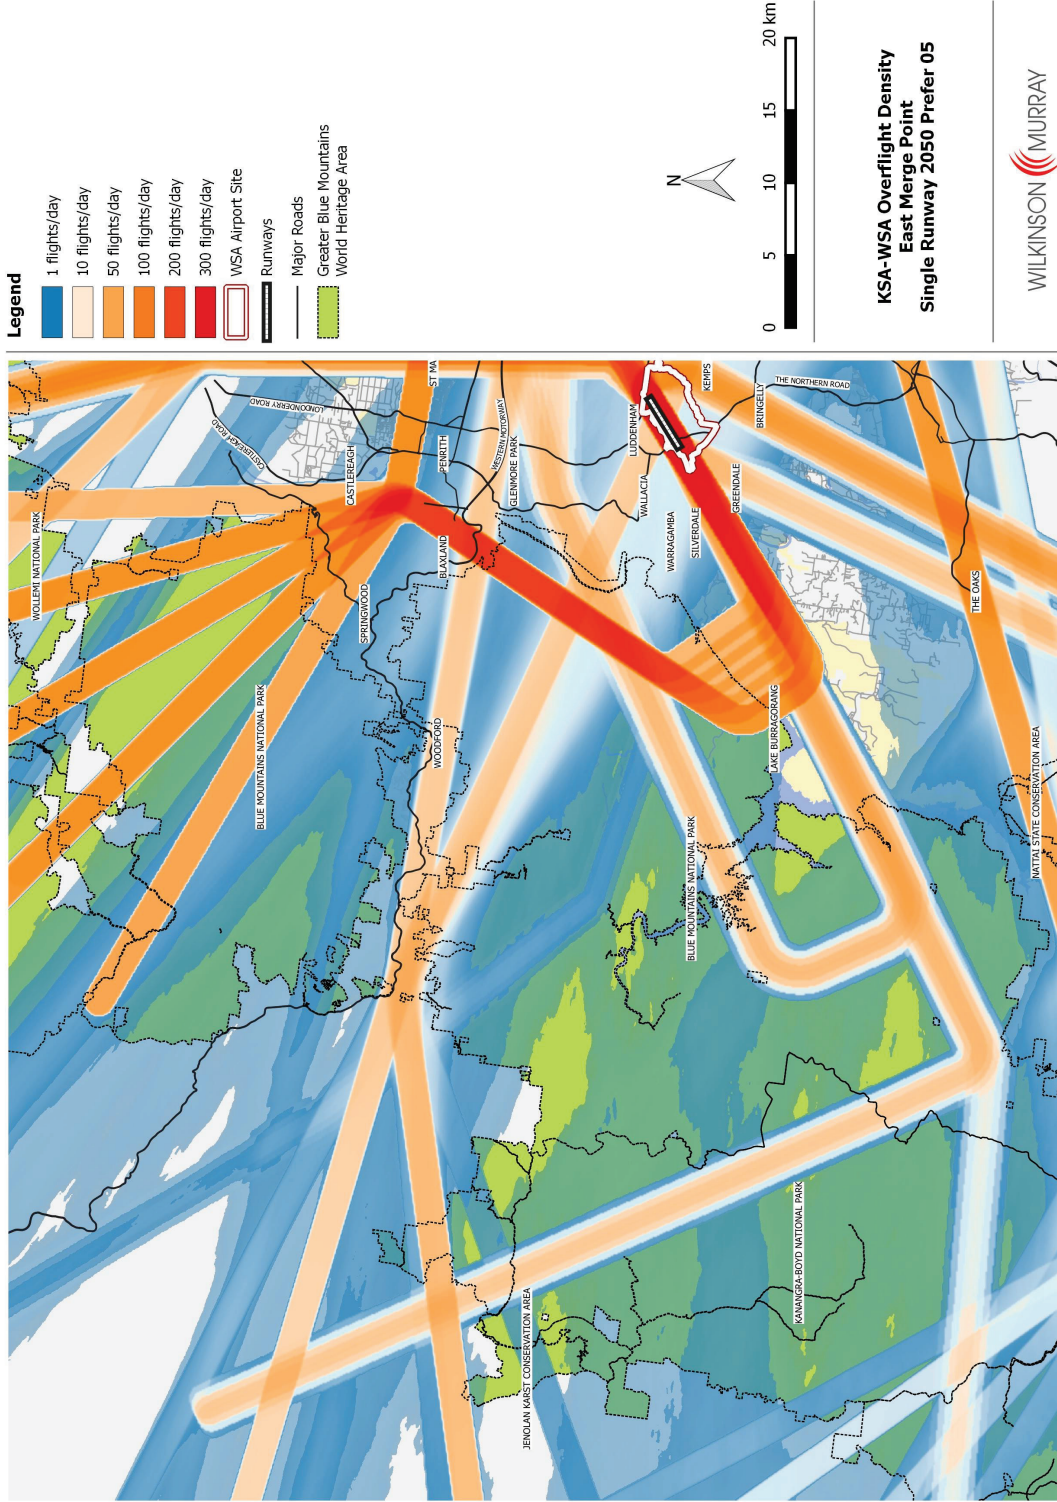 Legend
1 flights/day
10 flights/day
50 flights/day
100 flights/day
200 flights/day
300 flights/day
WSA Airport Site
Runways
Major Roads
Greater Blue Mountains
World Heritage Area
N
0 5 10 15 20 km
KSA-WSA Overflight Density
East Merge Point
Single Runway 2050 Prefer 05
WILKINSON MURRAY
WOLLEMI NATIONAL PARK
CASTLEREAGH ROAD
LONDONDERRY ROAD
CASTLEREAGH
ST MA
PENRITH
WESTERN MOTORWAY
GLENMORE PARK
BLAXLAND
SPRINGWOOD
BLUE MOUNTAINS NATIONAL PARK
WOODFORD
LUDDENHAM
KEMPS
BRINGELLY
THE NORTHERN ROAD
WALLACIA
WARRAGAMBA
SILVERDALE
GREENDALE
THE OAKS
LAKE BURRAGORANG
BLUE MOUNTAINS NATIONAL PARK
NATTAI STATE CONSERVATION AREA
KANANGRA-BOYD NATIONAL PARK
JENOLAN KARST CONSERVATION AREA